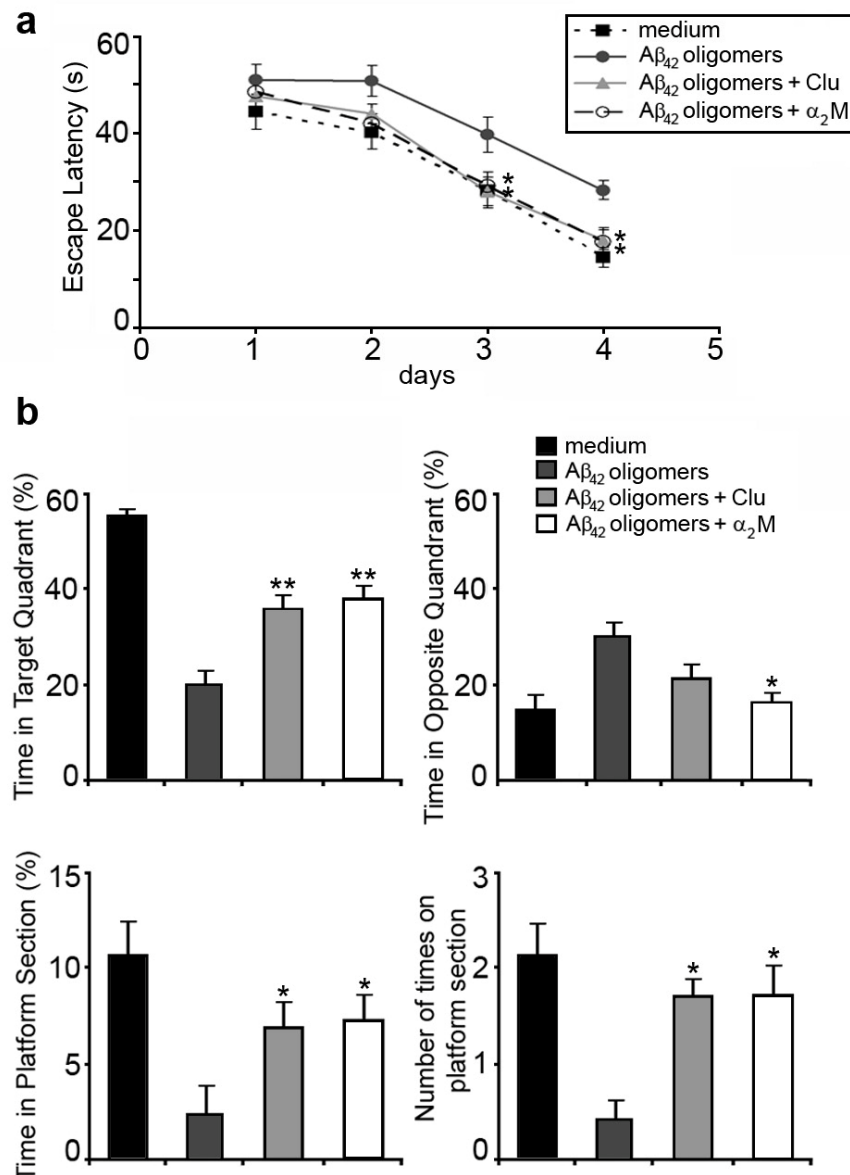 a
medium
Aβ₄₂ oligomers
Aβ₄₂ oligomers + Clu
Aβ₄₂ oligomers + α₂M
Escape Latency (s)
60
40
20
0
*
*
*
*
0 1 2 3 4 5
days
b
medium
Aβ₄₂ oligomers
Aβ₄₂ oligomers + Clu
Aβ₄₂ oligomers + α₂M
Time in Target Quadrant (%)
60
40
20
0
** **
Time in Opposite Quandrant (%)
60
40
20
0
*
Time in Platform Section (%)
15
10
5
0
* *
Number of times on
platform section
3
2
1
0
* *